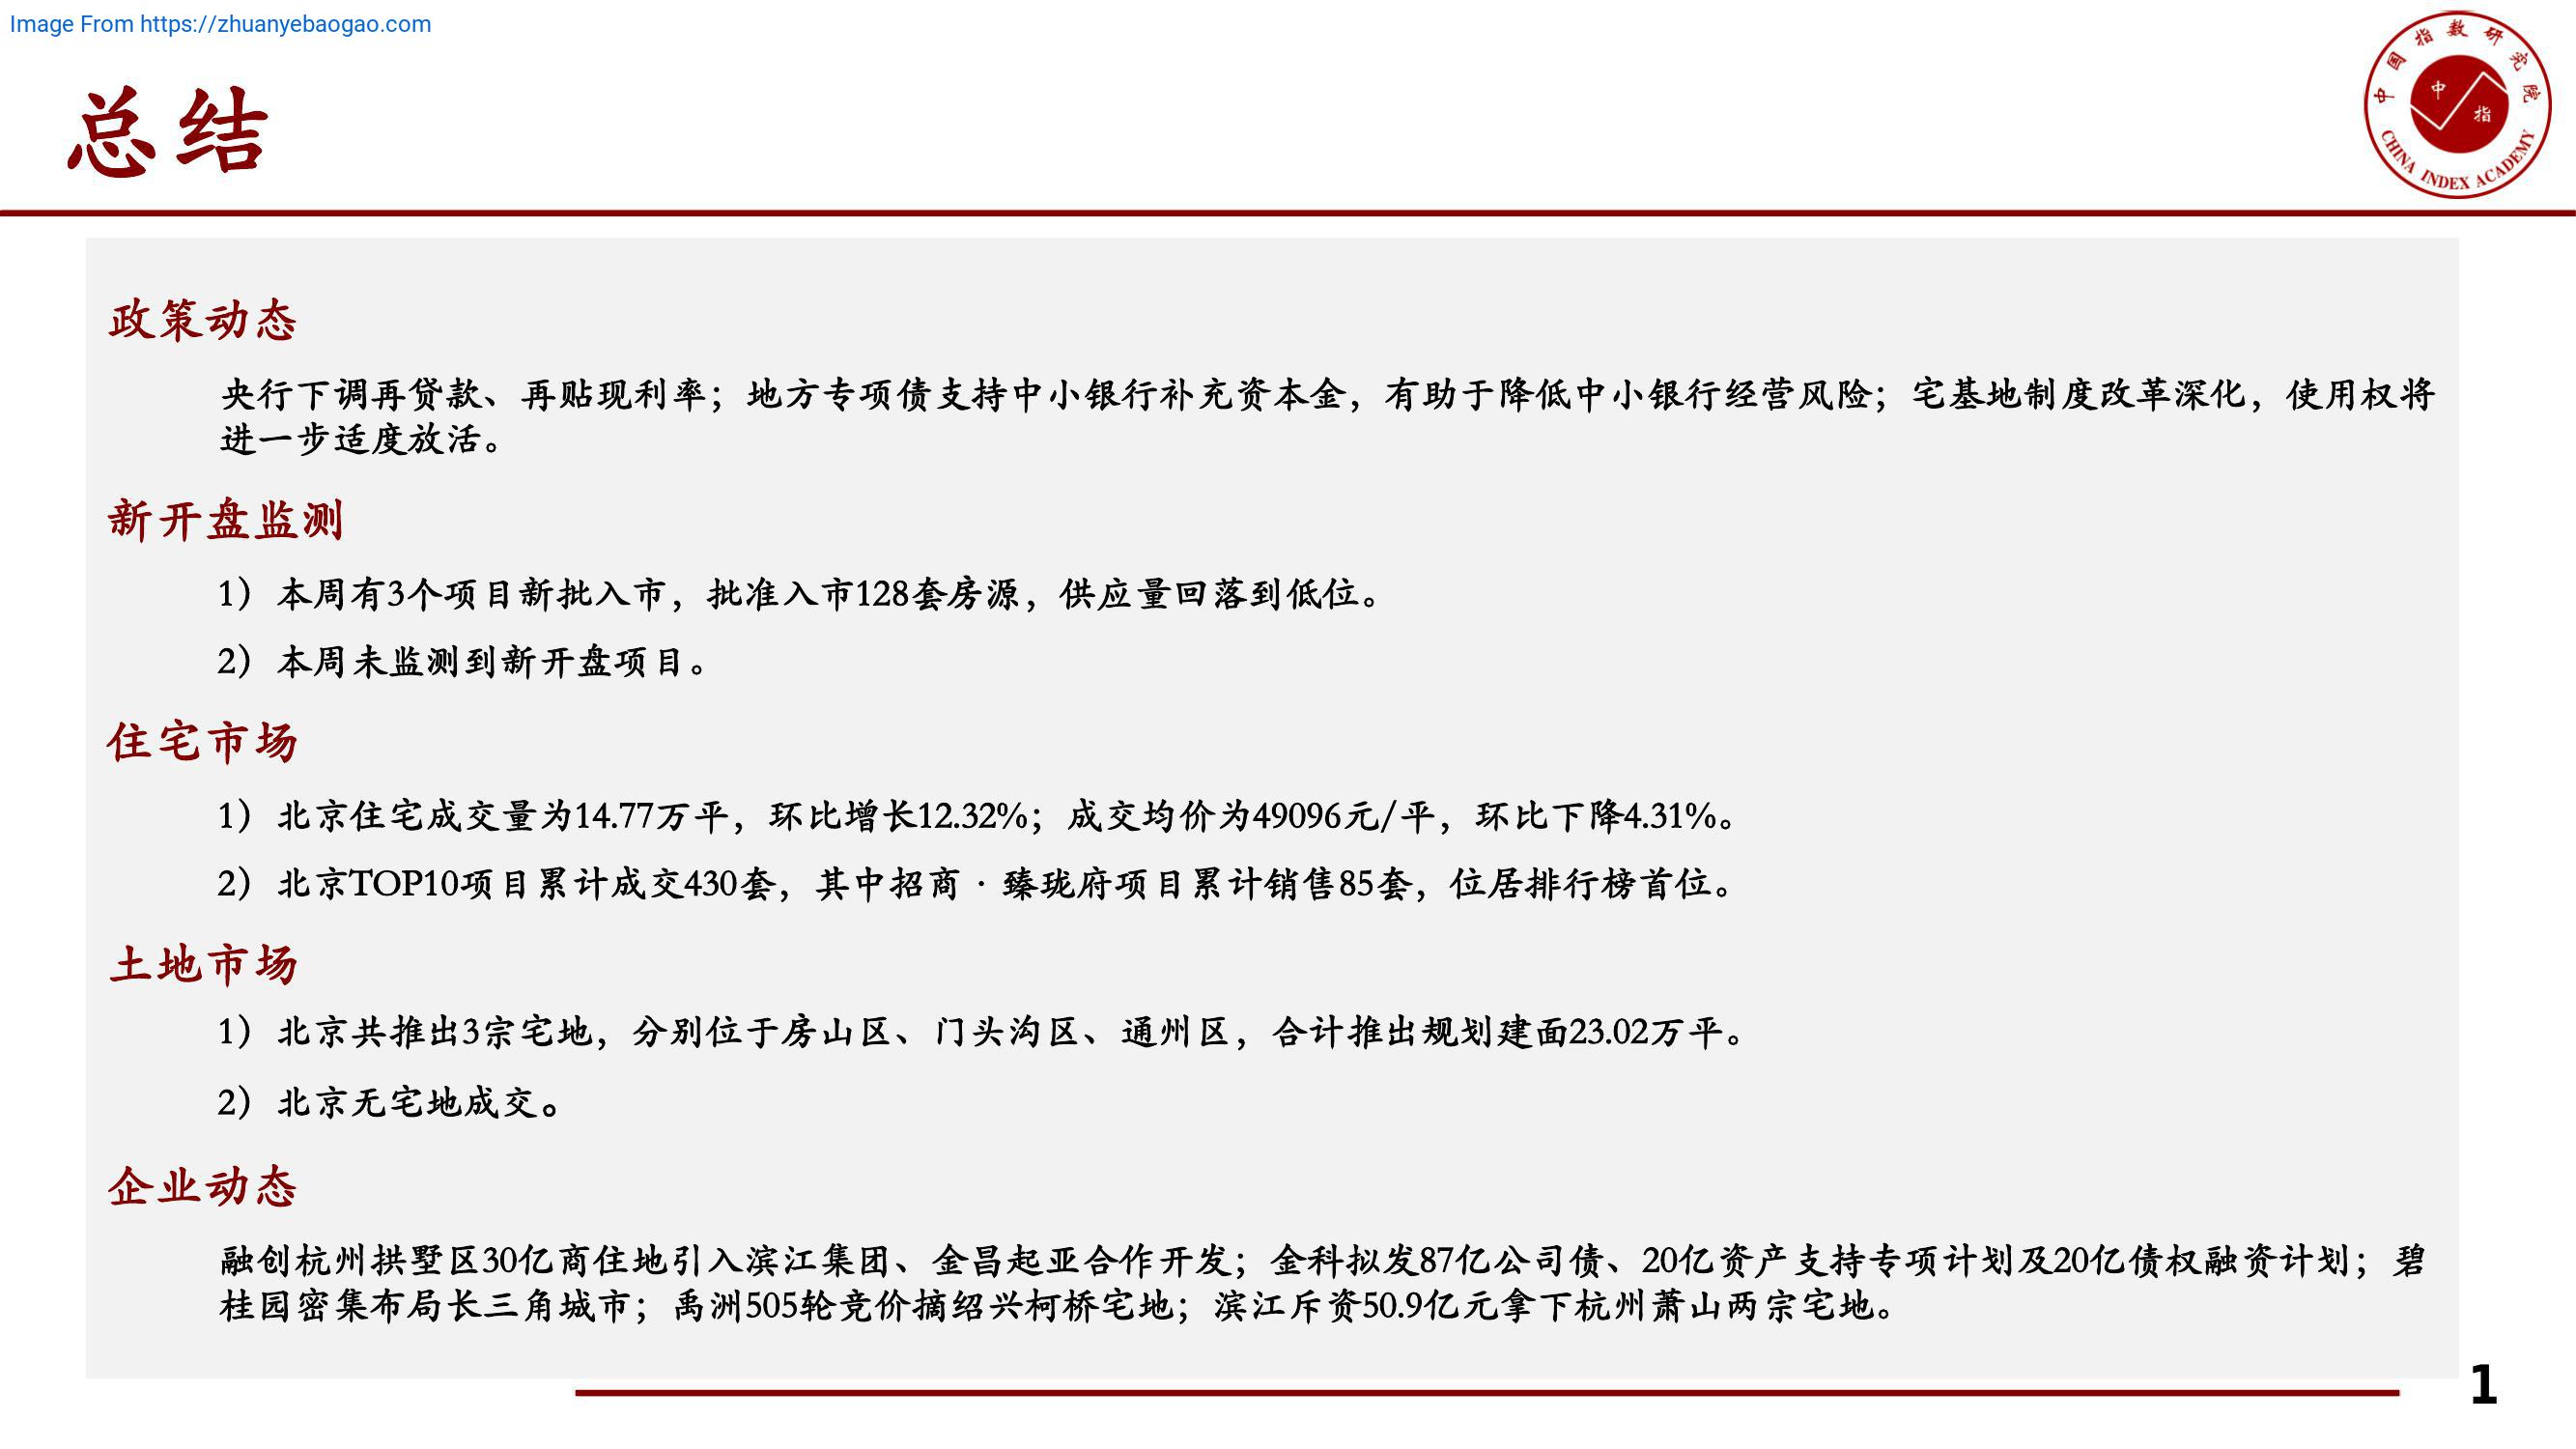 Image From https://zhuanyebaogao.com
中国指数研究院
中
指
CHINA INDEX ACADEMY
总结
政策动态
央行下调再贷款、再贴现利率；地方专项债支持中小银行补充资本金，有助于降低中小银行经营风险；宅基地制度改革深化，使用权将
进一步适度放活。
新开盘监测
1）本周有3个项目新批入市，批准入市128套房源，供应量回落到低位。
2）本周未监测到新开盘项目。
住宅市场
1）北京住宅成交量为14.77万平，环比增长12.32%；成交均价为49096元/平，环比下降4.31%。
2）北京TOP10项目累计成交430套，其中招商·臻珑府项目累计销售85套，位居排行榜首位。
土地市场
1）北京共推出3宗宅地，分别位于房山区、门头沟区、通州区，合计推出规划建面23.02万平。
2）北京无宅地成交。
企业动态
融创杭州拱墅区30亿商住地引入滨江集团、金昌起亚合作开发；金科拟发87亿公司债、20亿资产支持专项计划及20亿债权融资计划；碧
桂园密集布局长三角城市；禹洲505轮竞价摘绍兴柯桥宅地；滨江斥资50.9亿元拿下杭州萧山两宗宅地。
1